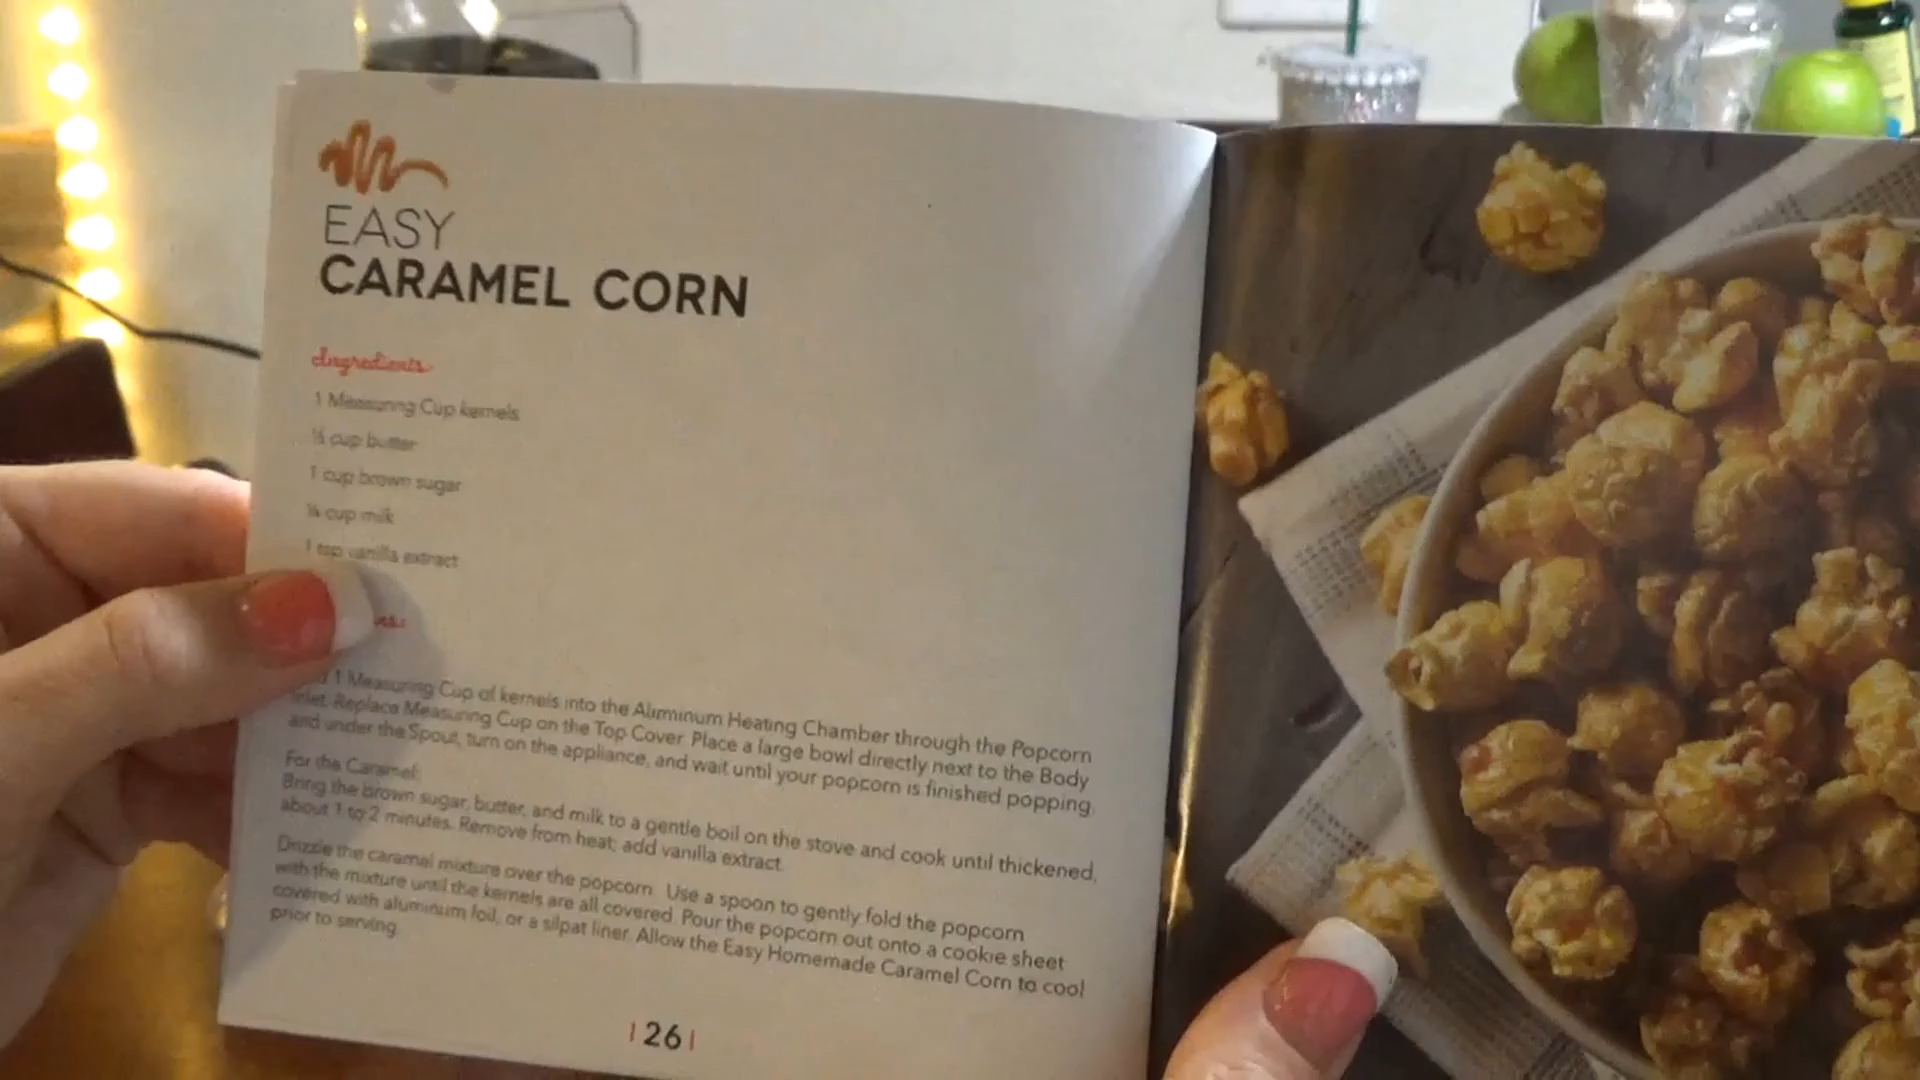 EASY
CARAMEL CORN
Ingredients
1 Measuring Cup kernels
cup butter
1 cup brown sugar
¼ cup milk
1 tsp vanilla extract
1 Measuring Cup of kernels into the Aluminum Heating Chamber through the Popcorn
Inlet. Replace Measuring Cup on the Top Cover. Place a large bowl directly next to the Body
and under the Spout, turn on the appliance, and wait until your popcorn is finished popping.
For the Caramel:
Bring the brown sugar, butter, and milk to a gentle boil on the stove and cook until thickened,
about 1 to 2 minutes. Remove from heat; add vanilla extract.
Drizzle the caramel mixture over the popcorn. Use a spoon to gently fold the popcorn
with the mixture until the kernels are all covered. Pour the popcorn out onto a cookie sheet
covered with aluminum foil, or a silpat liner. Allow the Easy Homemade Caramel Corn to cool
prior to serving.
| 26 |